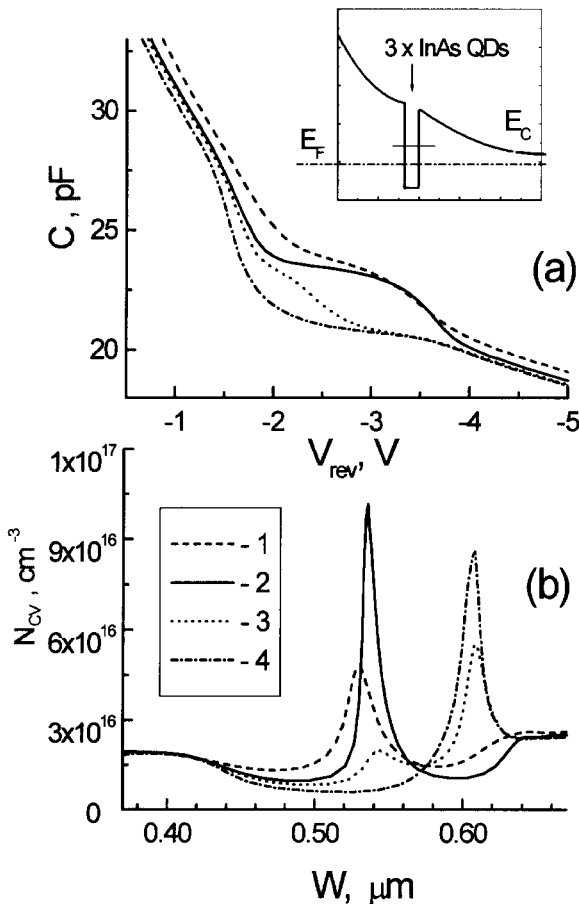 3 x InAs QDs
E_F
E_C
30
25
20
C , pF
(a)
-1
-2
-3
-4
-5
V_rev, V
1x10^17
9x10^16
6x10^16
3x10^16
0
N_CV , cm^-3
- 1
- 2
- 3
- 4
(b)
0.40
0.50
0.60
W, μm